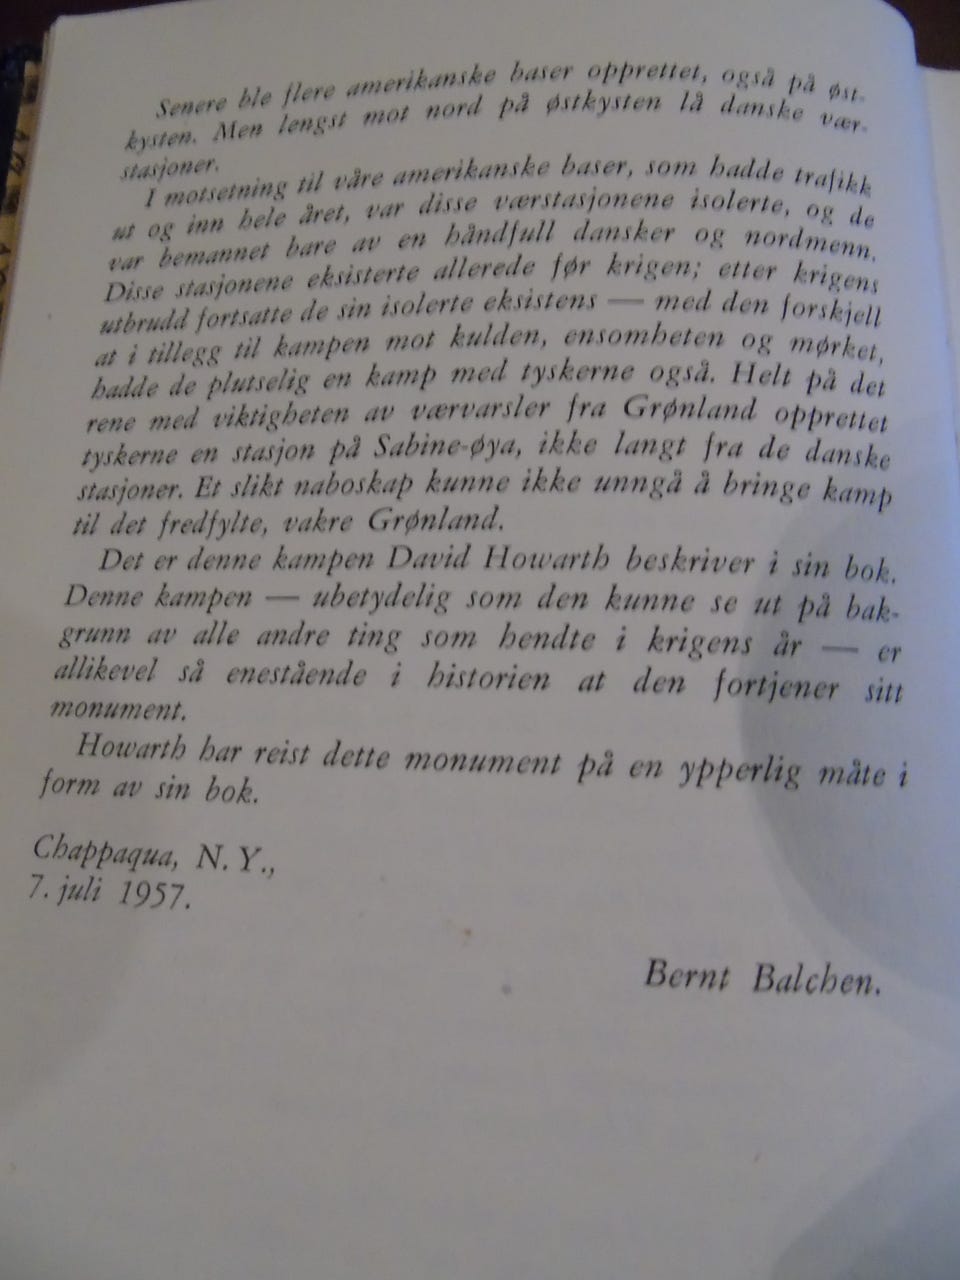 Senere ble flere amerikanske baser opprettet, også på øst-
kysten. Men lengst mot nord på østkysten lå danske vær-
stasjoner.
I motsetning til våre amerikanske baser, som hadde trafikk
ut og inn hele året, var disse værstasjonene isolerte, og de
var bemannet bare av en håndfull dansker og nordmenn.
Disse stasjonene eksisterte allerede før krigen; etter krigens
utbrudd fortsatte de sin isolerte eksistens — med den forskjell
at i tillegg til kampen mot kulden, ensomheten og mørket,
hadde de plutselig en kamp med tyskerne også. Helt på det
rene med viktigheten av værvarsler fra Grønland opprettet
tyskerne en stasjon på Sabine-øya, ikke langt fra de danske
stasjoner. Et slikt naboskap kunne ikke unngå å bringe kamp
til det fredfylte, vakre Grønland.
Det er denne kampen David Howarth beskriver i sin bok.
Denne kampen — ubetydelig som den kunne se ut på bak-
grunn av alle andre ting som hendte i krigens år — er
allikevel så enestående i historien at den fortjener sitt
monument.
Howarth har reist dette monument på en ypperlig måte i
form av sin bok.
Chappaqua, N. Y.,
7. juli 1957.
Bernt Balchen.